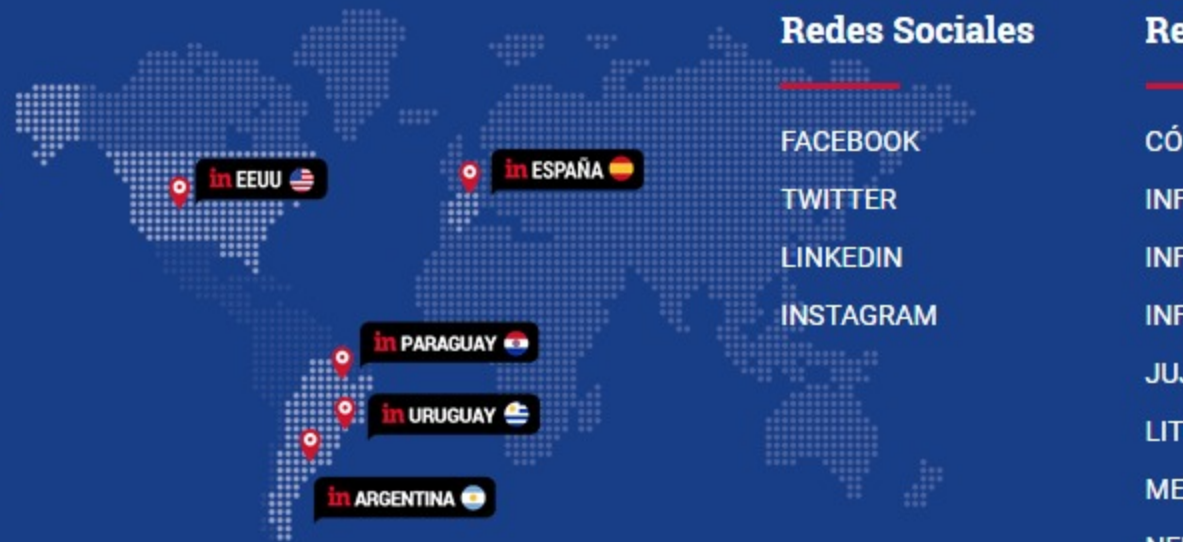 Redes Sociales
FACEBOOK
TWITTER
LINKEDIN
INSTAGRAM
in EEUU
in ESPAÑA
in PARAGUAY
in URUGUAY
in ARGENTINA